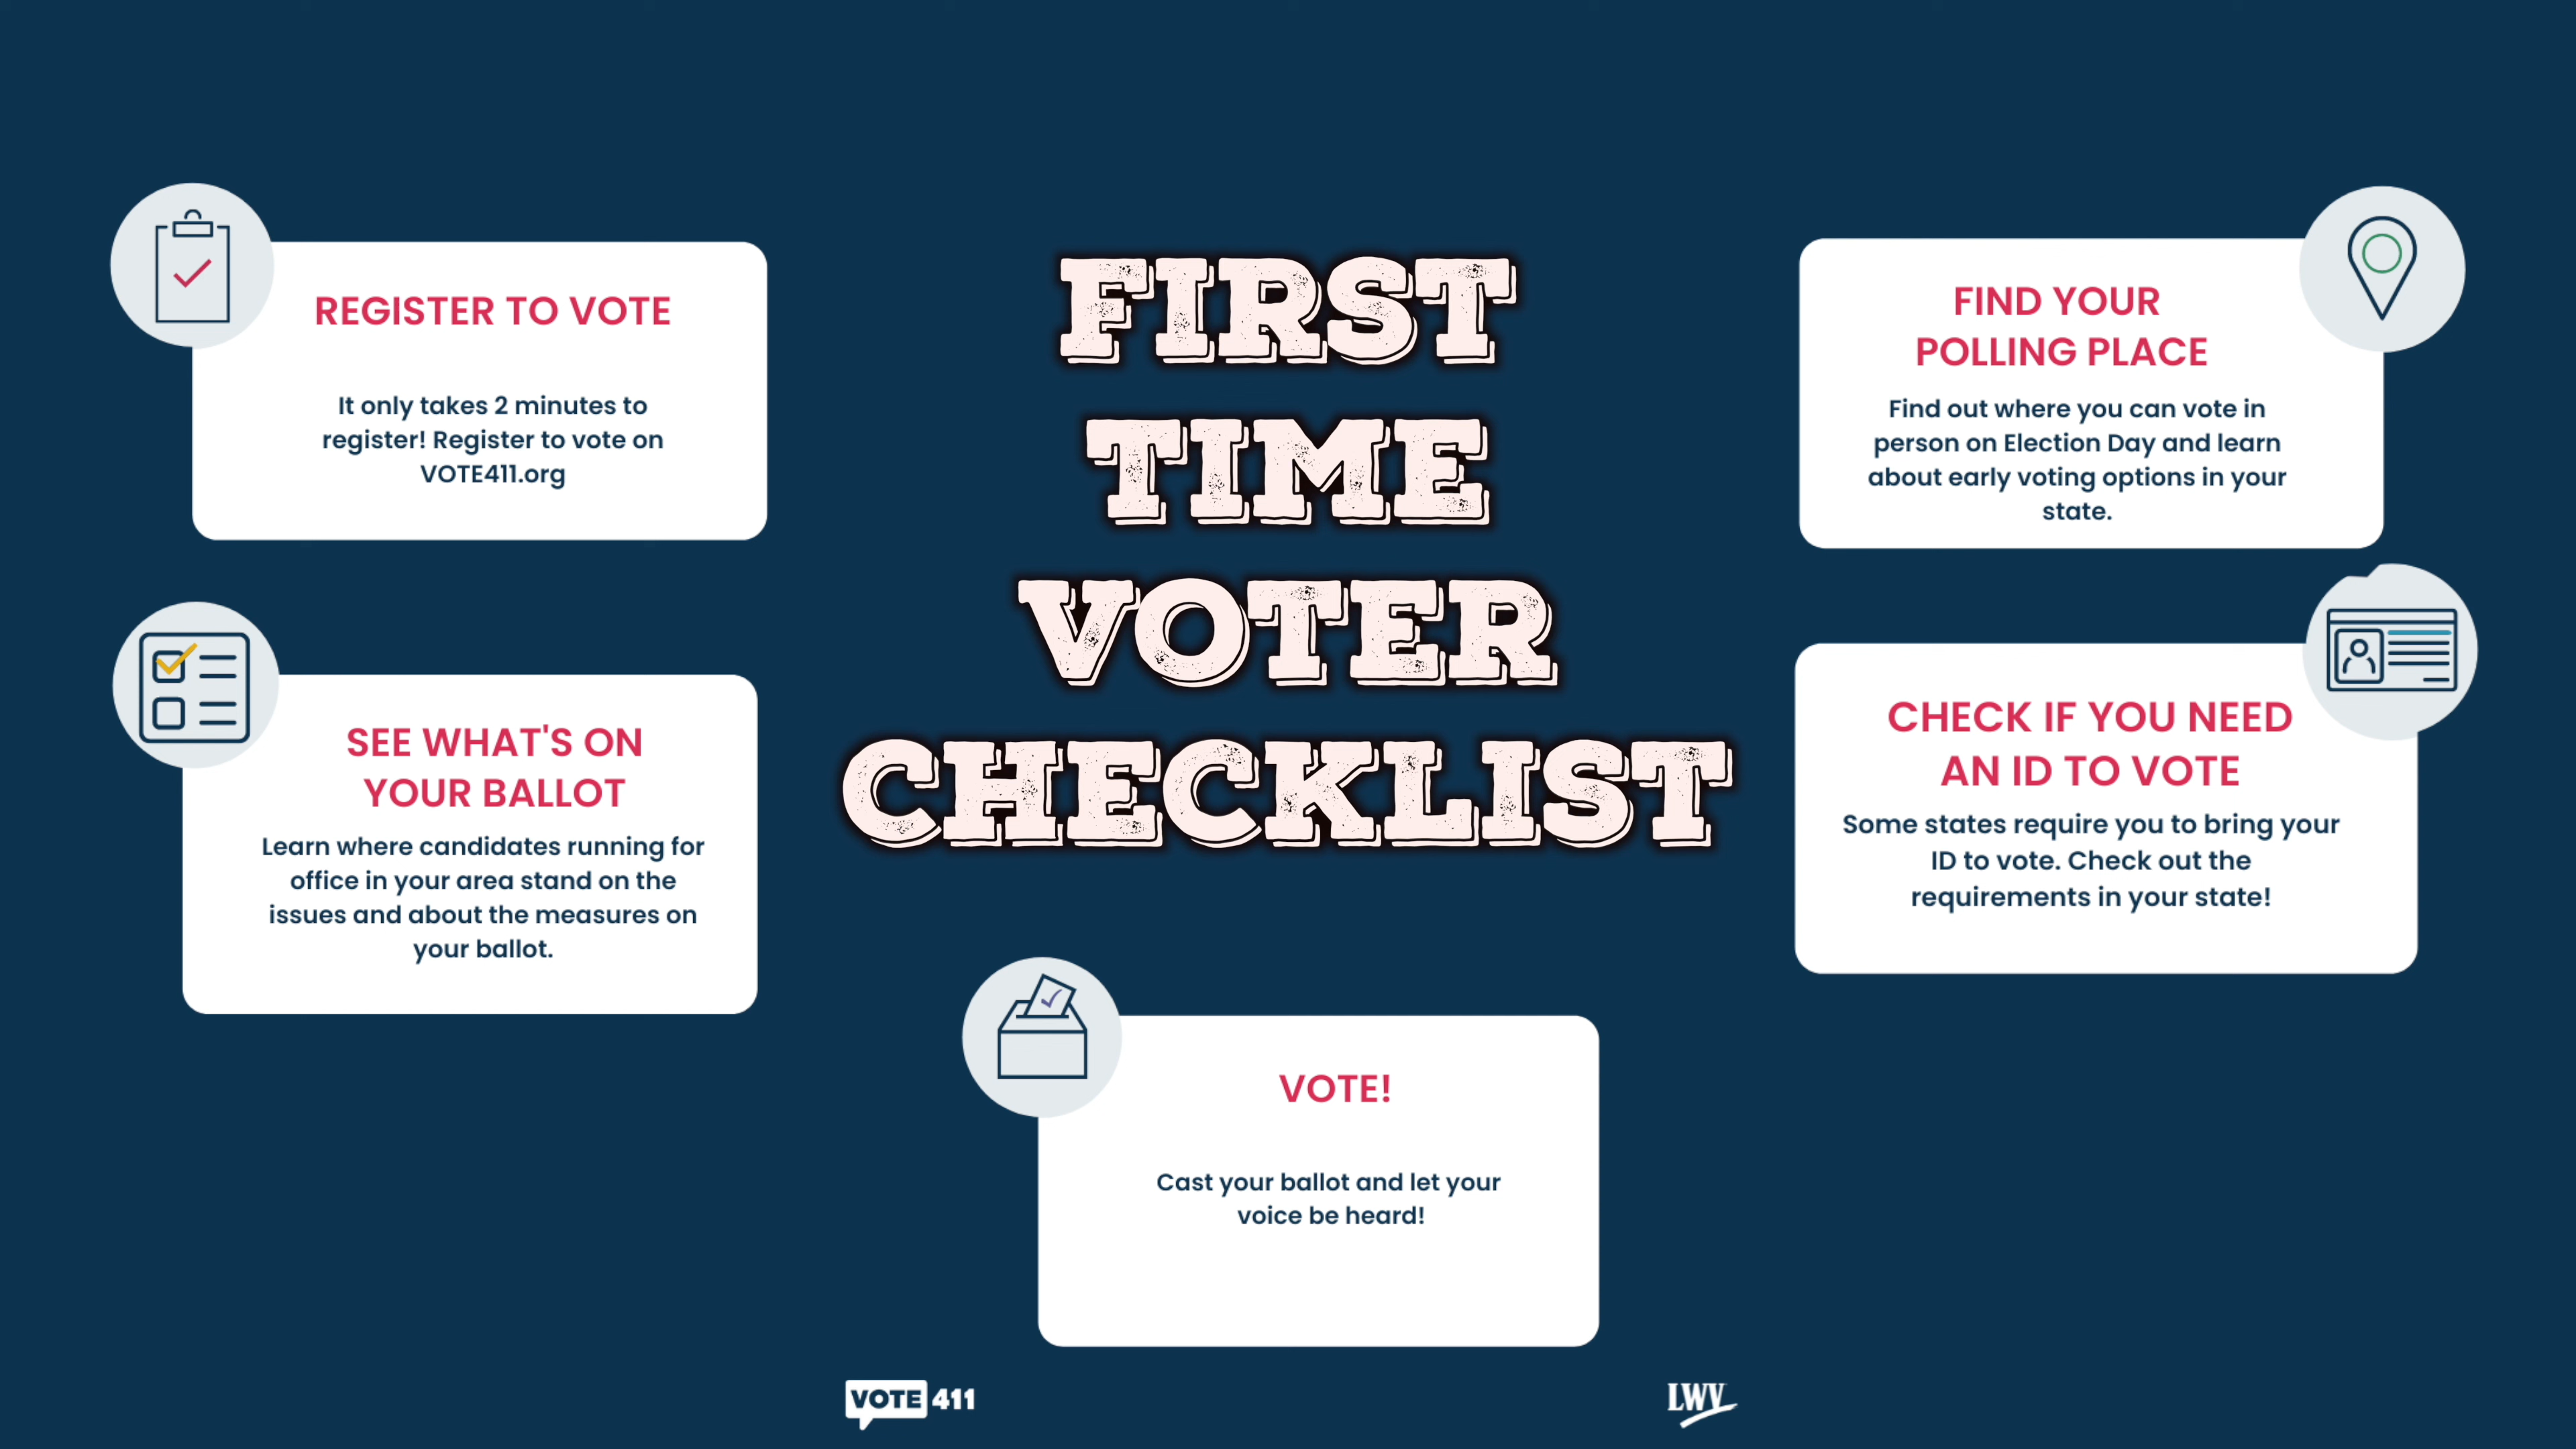 FIRST
TIME
VOTER
CHECKLIST
REGISTER TO VOTE
It only takes 2 minutes to
register! Register to vote on
VOTE411.org
SEE WHAT'S ON
YOUR BALLOT
Learn where candidates running for
office in your area stand on the
issues and about the measures on
your ballot.
FIND YOUR
POLLING PLACE
Find out where you can vote in
person on Election Day and learn
about early voting options in your
state.
CHECK IF YOU NEED
AN ID TO VOTE
Some states require you to bring your
ID to vote. Check out the
requirements in your state!
VOTE!
Cast your ballot and let your
voice be heard!
VOTE 411
LWV